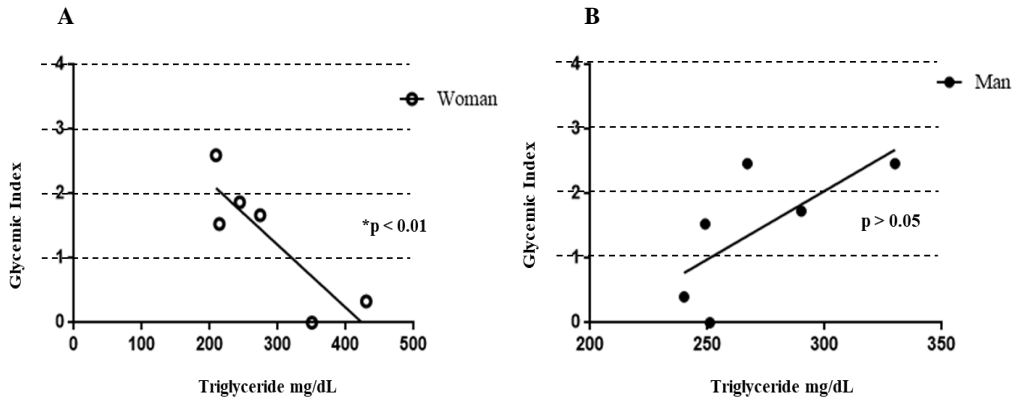 A
4
3
2
1
0
Glycemic Index
Woman
*p < 0.01
0 100 200 300 400 500
Triglyceride mg/dL
B
4
3
2
1
0
Glycemic Index
Man
p > 0.05
200 250 300 350
Triglyceride mg/dL